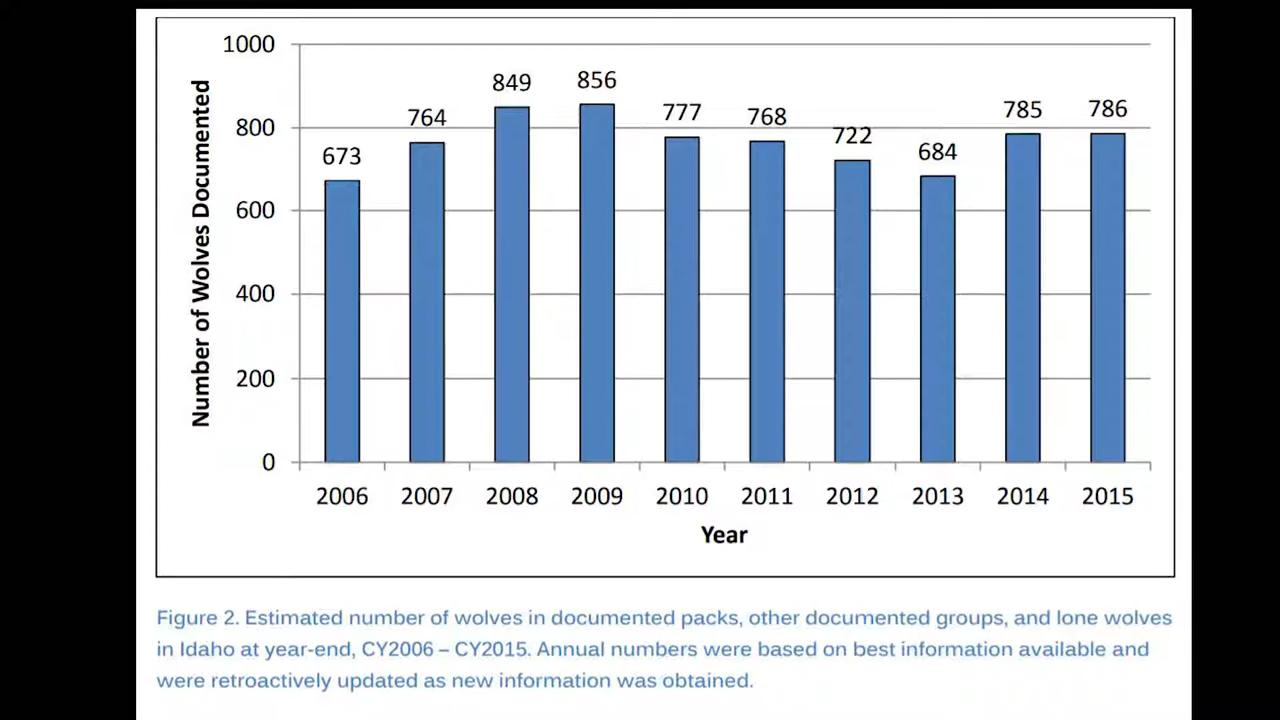 1000
800
600
400
200
0
Number of Wolves Documented
673
764
849
856
777
768
722
684
785
786
2006 2007 2008 2009 2010 2011 2012 2013 2014 2015
Year
Figure 2. Estimated number of wolves in documented packs, other documented groups, and lone wolves
in Idaho at year-end, CY2006 – CY2015. Annual numbers were based on best information available and
were retroactively updated as new information was obtained.